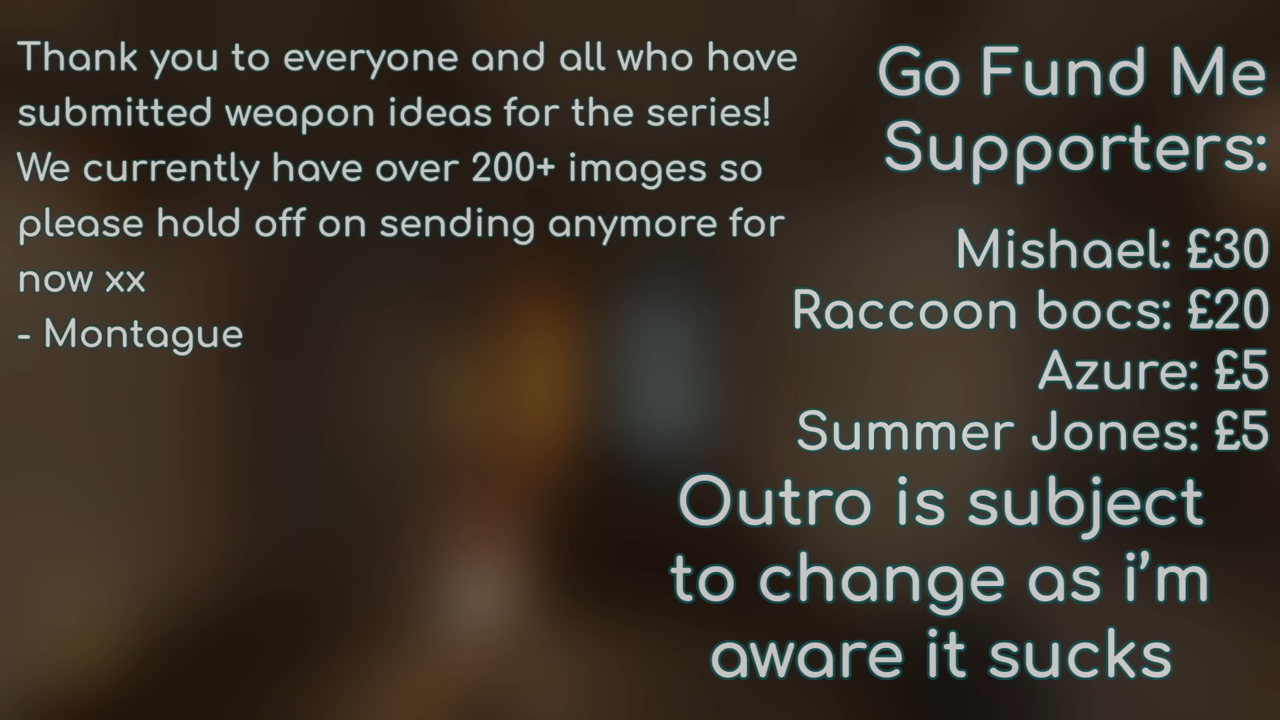 Thank you to everyone and all who have
submitted weapon ideas for the series!
We currently have over 200+ images so
please hold off on sending anymore for
now xx
- Montague
Go Fund Me
Supporters:
Mishael: £30
Raccoon bocs: £20
Azure: £5
Summer Jones: £5
Outro is subject
to change as i’m
aware it sucks